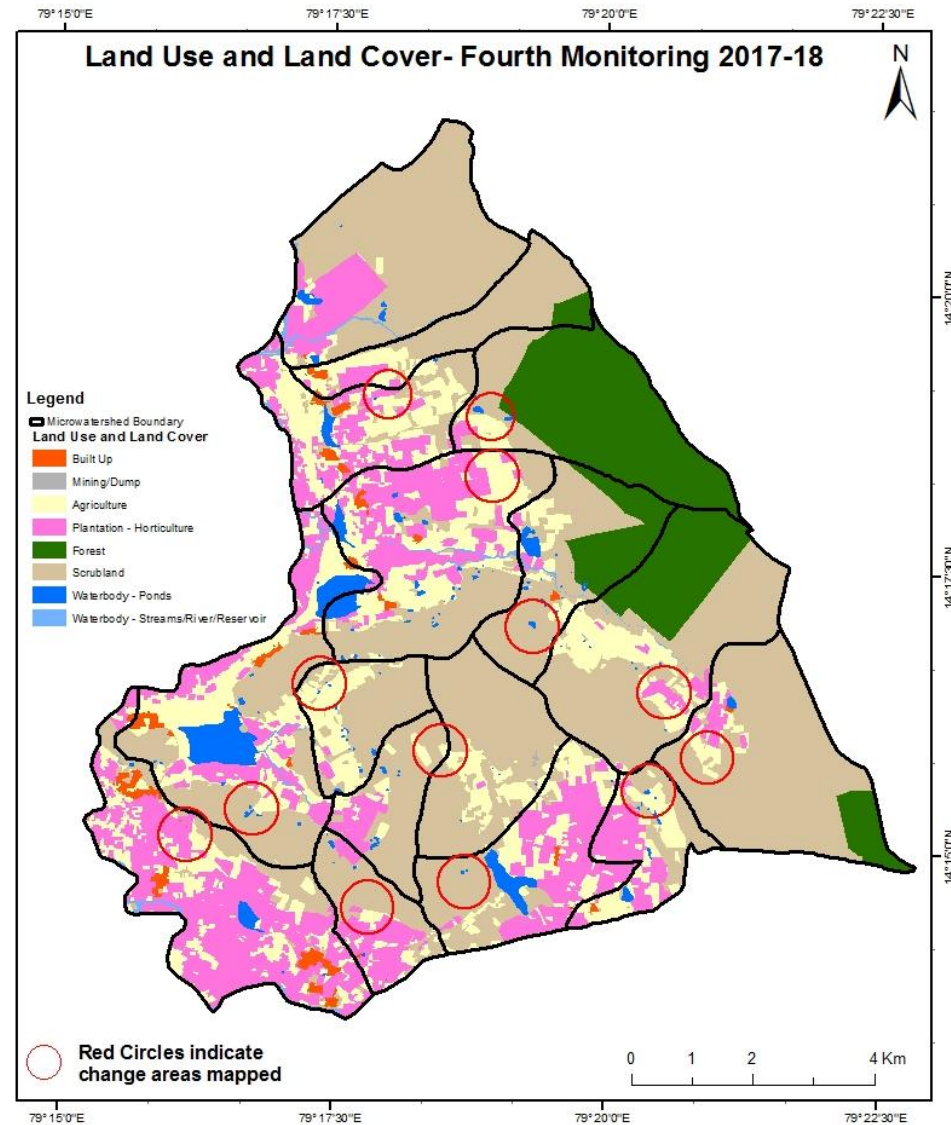 79°15'0"E 79°17'30"E 79°20'0"E 79°22'30"E
Land Use and Land Cover- Fourth Monitoring 2017-18
N
14°20'0"N
Legend
Microwatershed Boundary
Land Use and Land Cover
Built Up
Mining/Dump
Agriculture
Plantation - Horticulture
Forest
Scrubland
Waterbody - Ponds
Waterbody - Streams/River/Reservoir
14°17'30"N
14°15'0"N
Red Circles indicate
change areas mapped
0 1 2 4 Km
79°15'0"E 79°17'30"E 79°20'0"E 79°22'30"E